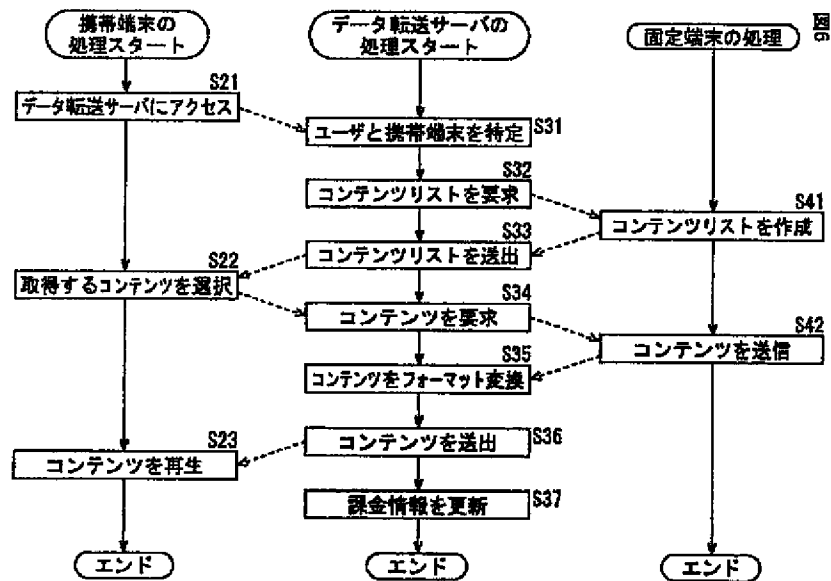 図6
携帯端末の
処理スタート
S21
データ転送サーバにアクセス
取得するコンテンツを選択
S22
コンテンツを再生
S23
エンド
データ転送サーバの
処理スタート
ユーザと携帯端末を特定
S31
S32
コンテンツリストを要求
S33
コンテンツリストを送出
S34
コンテンツを要求
S35
コンテンツをフォーマット変換
コンテンツを送出
S36
課金情報を更新
S37
エンド
固定端末の処理
S41
コンテンツリストを作成
S42
コンテンツを送信
エンド